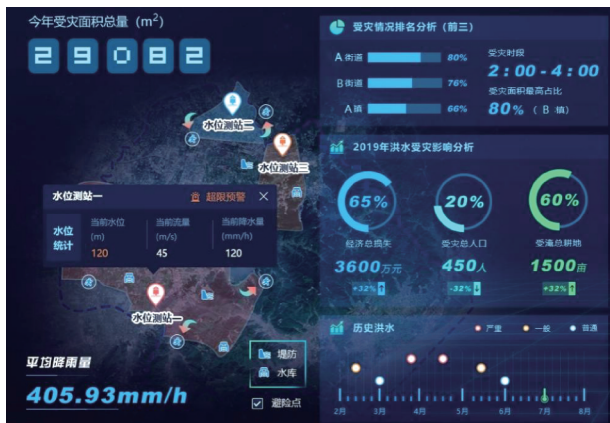 今年受灾面积总量（m²）
29082
水位测站二
水位测站三
水位测站一
超限预警
水位统计
当前水位(m)
120
当前流量(m/s)
45
当前降水量(mm/h)
120
水位测站一
平均降雨量
405.93mm/h
堤防
水库
避险点
受灾情况排名分析（前三）
A街道 80%
B街道 76%
A镇 66%
受灾时段
2:00-4:00
受灾面积最高占比
80%（B 镇）
2019年洪水受灾影响分析
65%
经济总损失
3600万元
+32%
20%
受灾总人口
450人
-32%
60%
受淹总耕地
1500亩
+32%
历史洪水
严重 一般 普通
2月 3月 4月 5月 6月 7月 8月